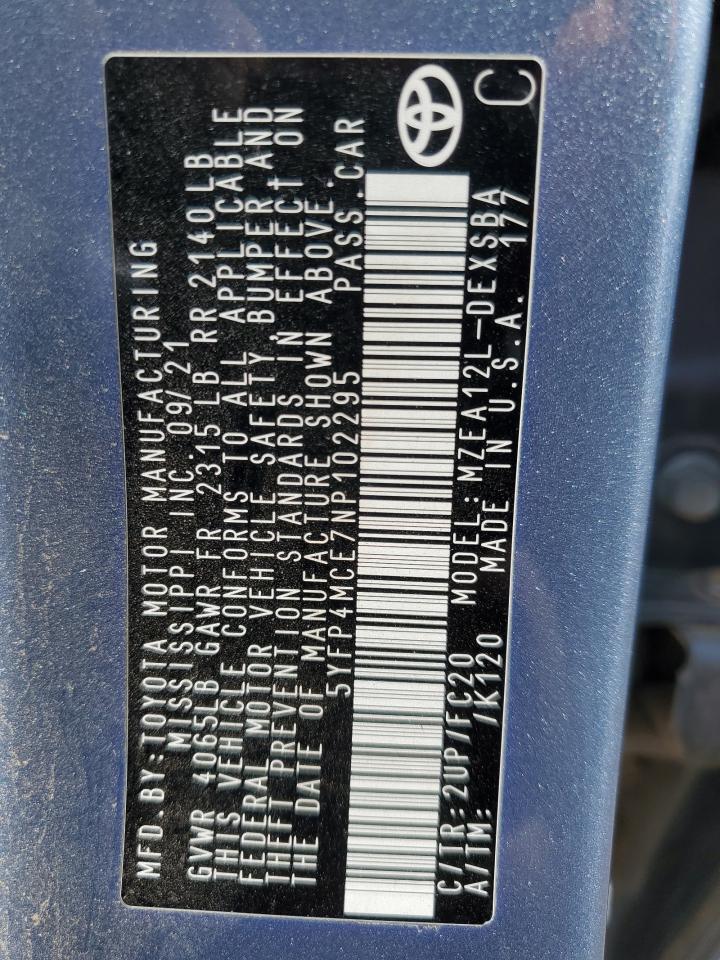 MFD. BY: TOYOTA MOTOR MANUFACTURING
MISSISSIPPI INC. 09/21
GVWR 4065LB GAWR FR 2315 LB RR 2140LB
THIS VEHICLE CONFORMS TO ALL APPLICABLE
FEDERAL MOTOR VEHICLE SAFETY, BUMPER AND
THEFT PREVENTION STANDARDS IN EFFECT ON
THE DATE OF MANUFACTURE SHOWN ABOVE.
5YFP4MCE7NP102295 PASS. CAR
C/TR: 2UP/FC20 MODEL: MZEA12L-DEXSBA
A/TM: /K120 MADE IN U.S.A. 177
C